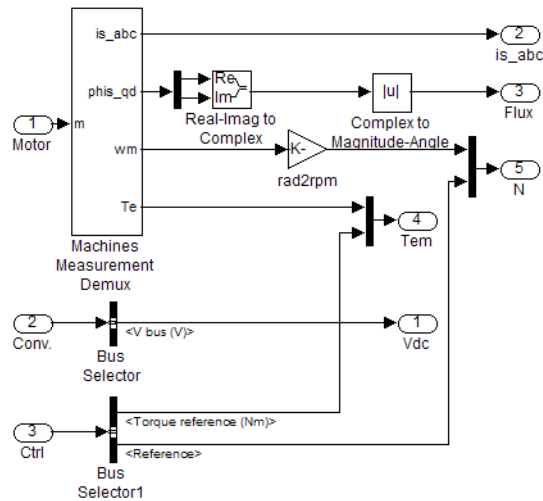 is_abc
2
is_abc
phis_qd
Re
Im
|u|
3
Flux
Real-Imag to
Complex
Complex to
Magnitude-Angle
1
Motor
m
wm
K-
rad2rpm
5
N
Te
4
Tem
Machines
Measurement
Demux
2
Conv.
<V bus (V)>
1
Vdc
Bus
Selector
3
Ctrl
<Torque reference (Nm)>
<Reference>
Bus
Selector1